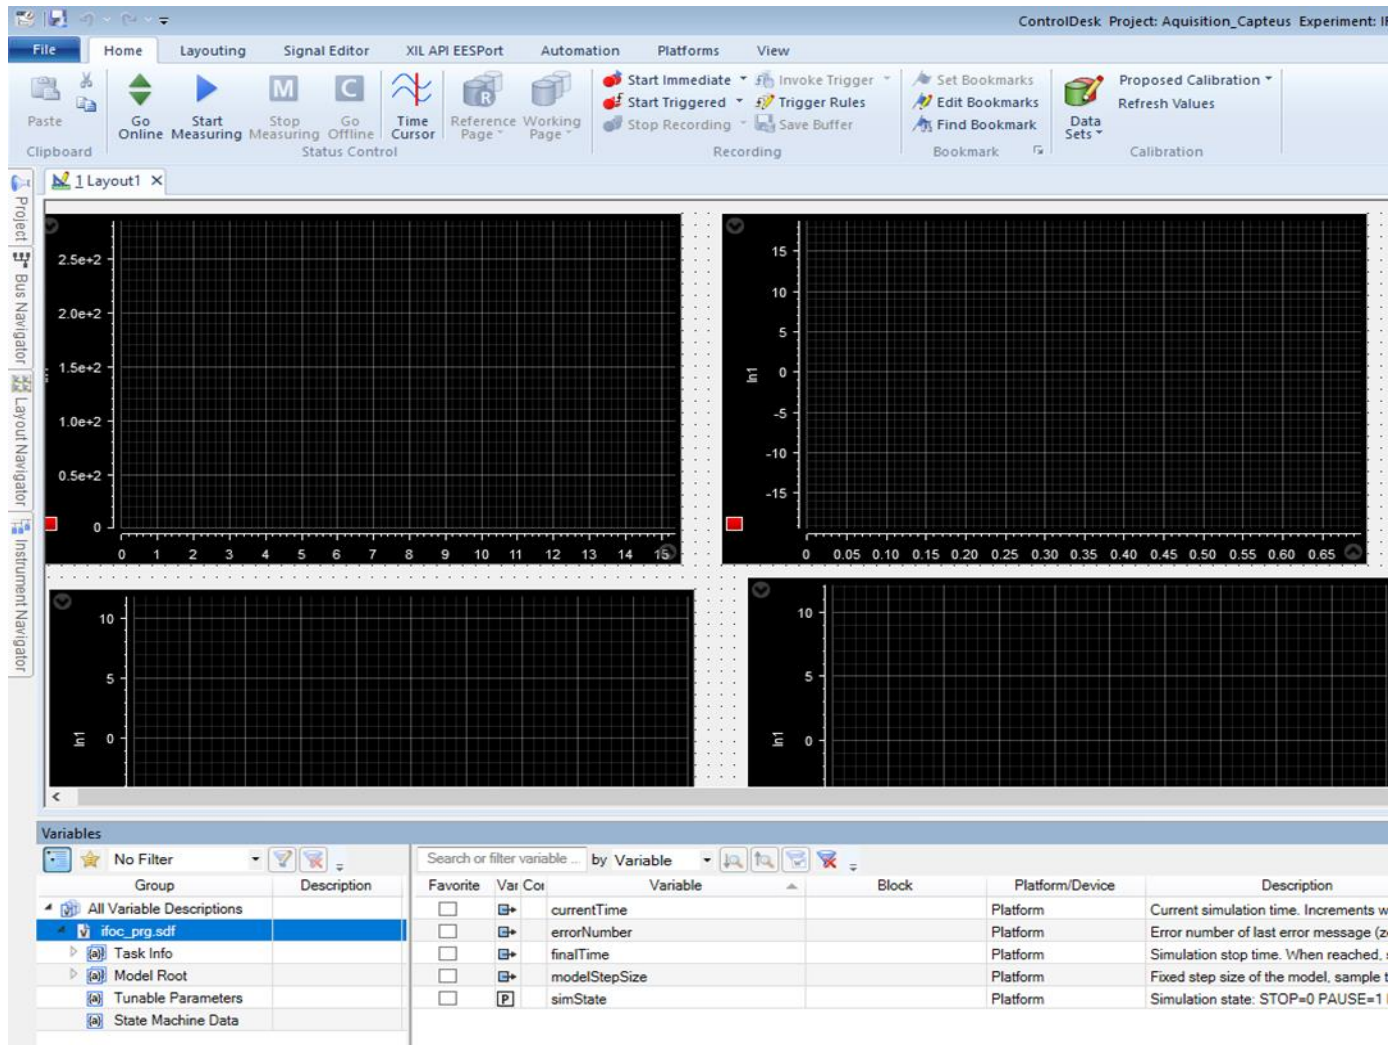 ControlDesk Project: Aquisition_Capteus Experiment: IF
File Home Layouting Signal Editor XIL API EESPort Automation Platforms View
Paste
Clipboard
Go Online
Start Measuring
Stop Measuring
Go Offline
Time Cursor
Reference Page
Working Page
Status Control
Start Immediate Invoke Trigger
Start Triggered Trigger Rules
Stop Recording Save Buffer
Recording
Set Bookmarks
Edit Bookmarks
Find Bookmark
Bookmark
Data Sets
Proposed Calibration
Refresh Values
Calibration
Project
Bus Navigator
Layout Navigator
Instrument Navigator
1 Layout1
2.5e+2
2.0e+2
1.5e+2
1.0e+2
0.5e+2
0
0 1 2 3 4 5 6 7 8 9 10 11 12 13 14 15
In1
15
10
5
0
-5
-10
-15
0 0.05 0.10 0.15 0.20 0.25 0.30 0.35 0.40 0.45 0.50 0.55 0.60 0.65
In1
10
5
0
In1
10
5
0
Variables
No Filter
Search or filter variable ... by Variable
Group Description
All Variable Descriptions
ifoc_prg.sdf
Task Info
Model Root
Tunable Parameters
State Machine Data
Favorite Var Con Variable Block Platform/Device Description
currentTime Platform Current simulation time. Increments w
errorNumber Platform Error number of last error message (ze
finalTime Platform Simulation stop time. When reached, s
modelStepSize Platform Fixed step size of the model, sample t
P simState Platform Simulation state: STOP=0 PAUSE=1